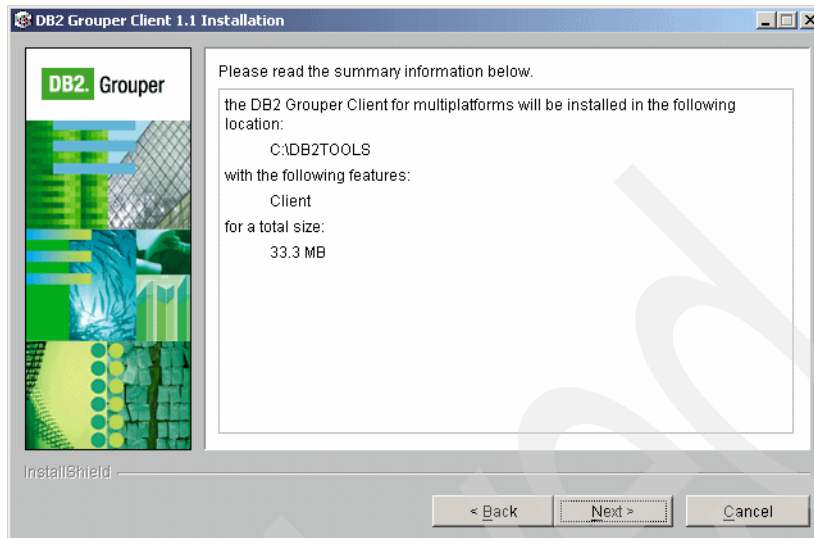 DB2 Grouper Client 1.1 Installation
DB2. Grouper
Please read the summary information below.
the DB2 Grouper Client for multiplatforms will be installed in the following
location:
C:\DB2TOOLS
with the following features:
Client
for a total size:
33.3 MB
InstallShield
< Back
Next >
Cancel